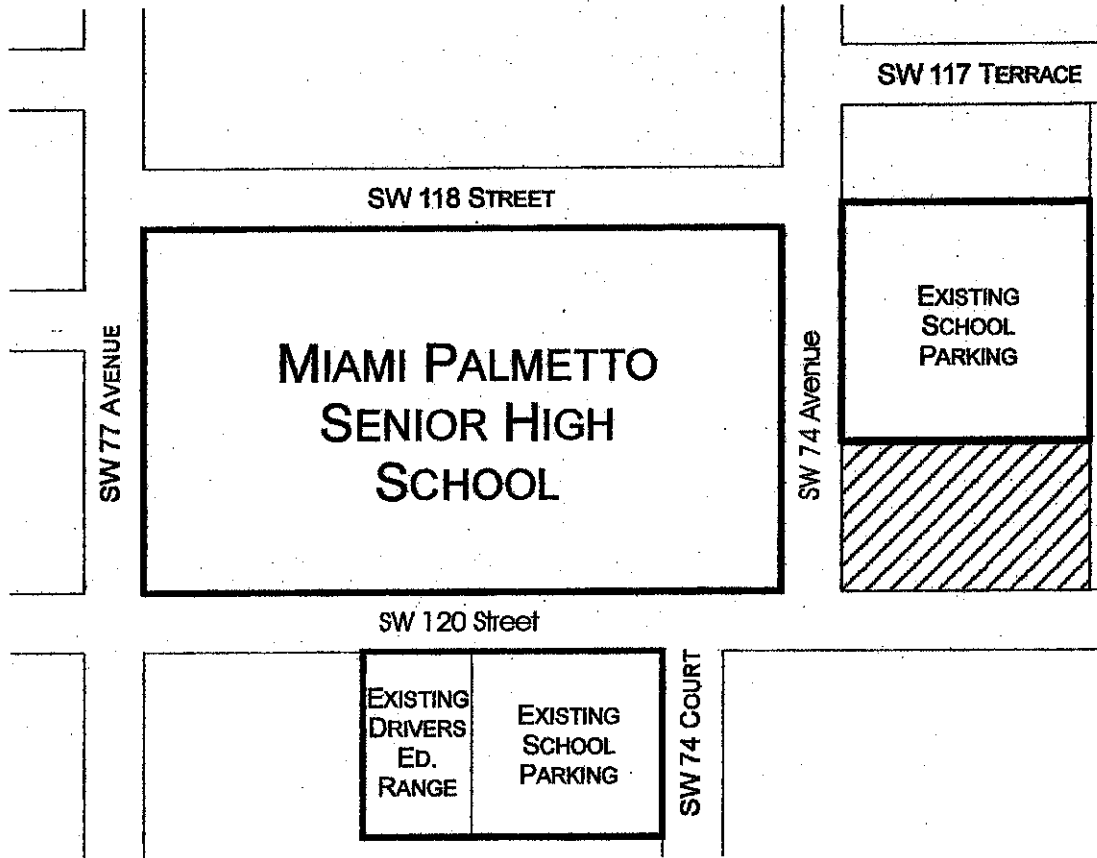 SW 117 TERRACE
SW 118 STREET
EXISTING
SCHOOL
PARKING
MIAMI PALMETTO
SENIOR HIGH
SCHOOL
SW 77 AVENUE
SW 74 Avenue
SW 120 Street
EXISTING
DRIVERS
ED.
RANGE
EXISTING
SCHOOL
PARKING
SW 74 COURT